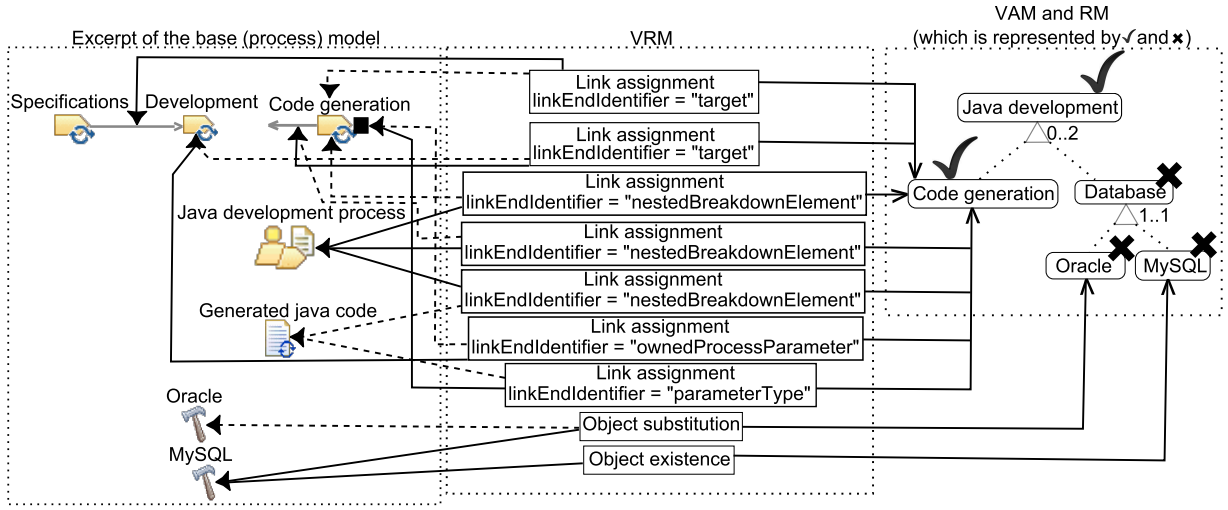 Excerpt of the base (process) model
Specifications
Development
Code generation
Java development process
Generated java code
Oracle
MySQL
VRM
Link assignment
linkEndIdentifier = "target"
Link assignment
linkEndIdentifier = "target"
Link assignment
linkEndIdentifier = "nestedBreakdownElement"
Link assignment
linkEndIdentifier = "nestedBreakdownElement"
Link assignment
linkEndIdentifier = "nestedBreakdownElement"
Link assignment
linkEndIdentifier = "ownedProcessParameter"
Link assignment
linkEndIdentifier = "parameterType"
Object substitution
Object existence
VAM and RM
(which is represented by ✓ and ✖)
Java development
0..2
Code generation
Database
1..1
Oracle
MySQL